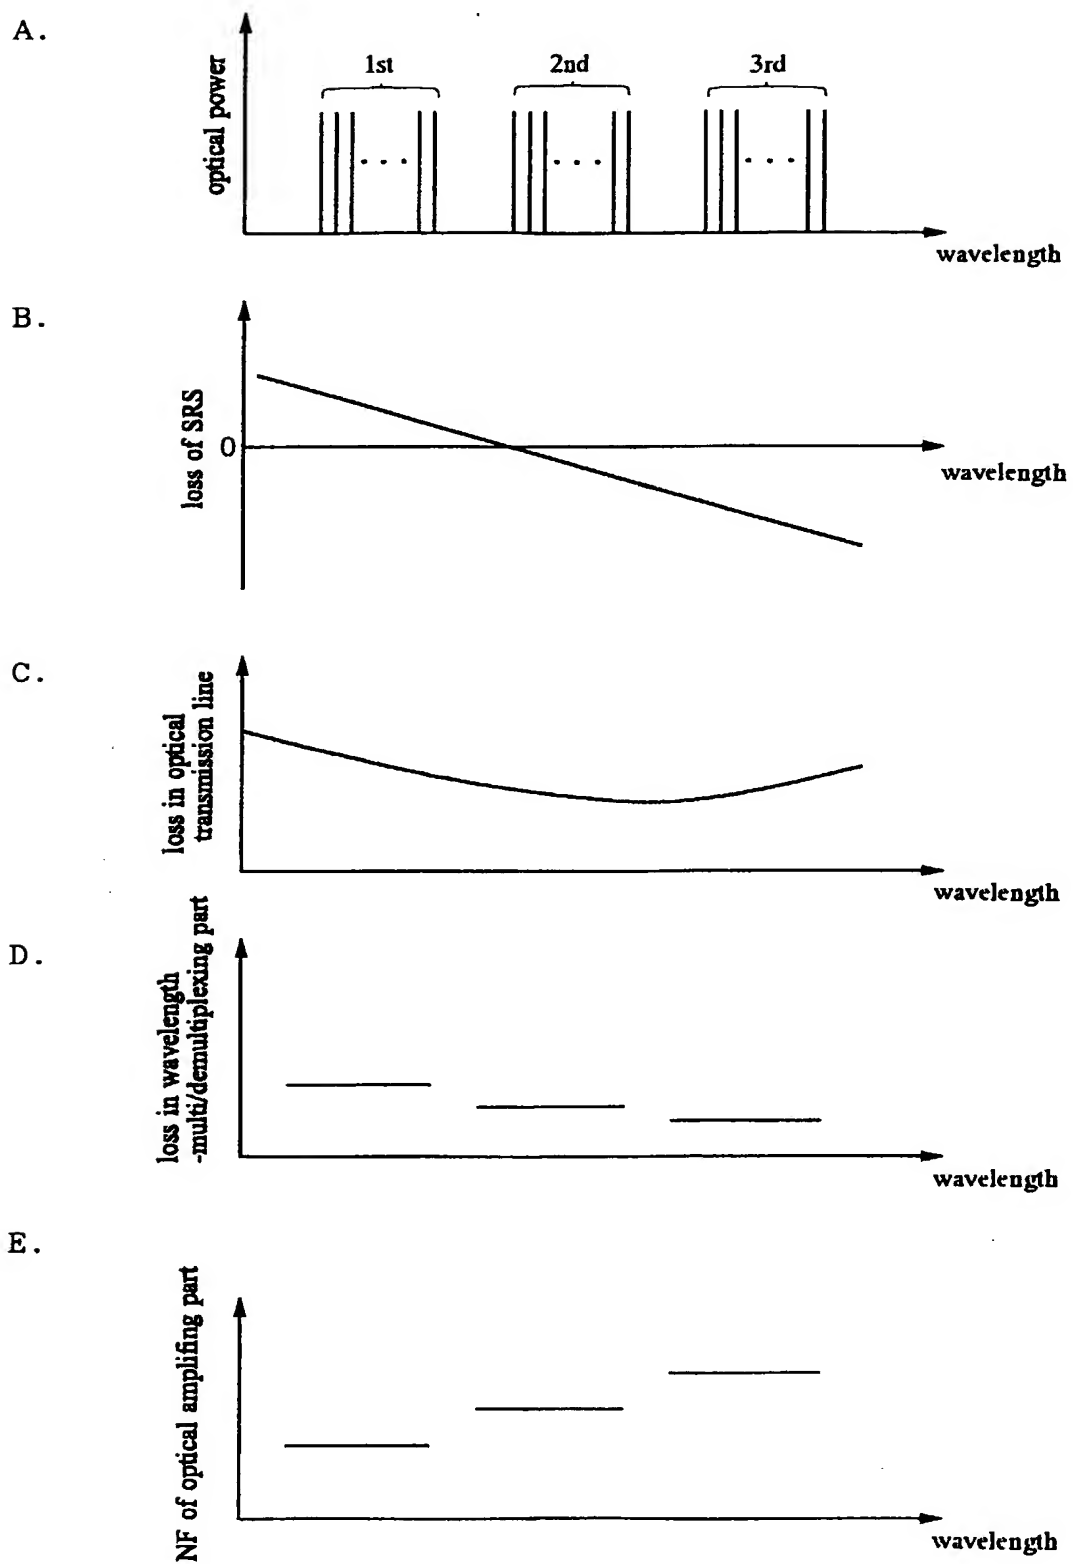 A.
optical power
1st 2nd 3rd
. . . . . . . . . . . .
wavelength
B.
loss of SRS
0
wavelength
C.
loss in optical
transmission line
wavelength
D.
loss in wavelength
-multi/demultiplexing part
wavelength
E.
NF of optical amplifing part
wavelength